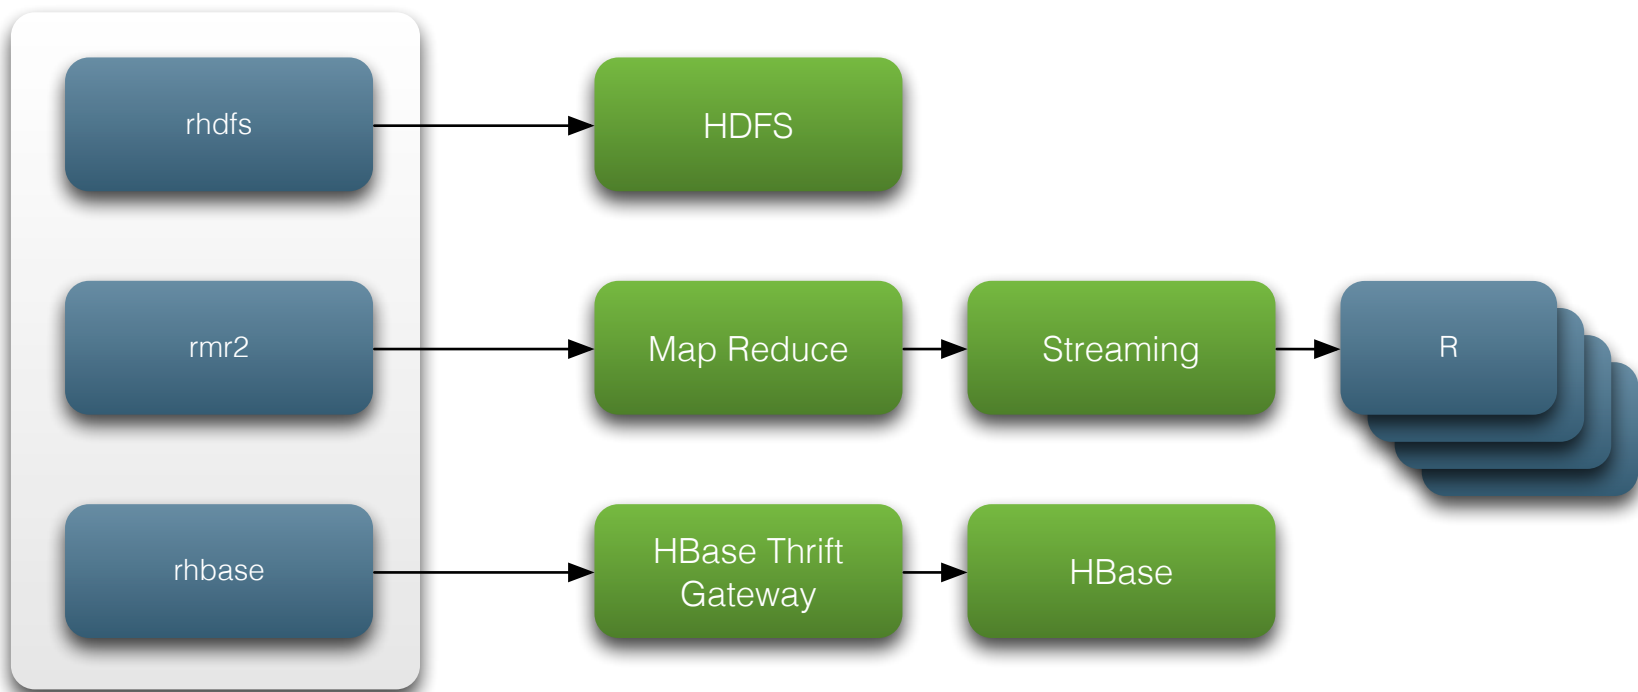 rhdfs
HDFS
rmr2
Map Reduce
Streaming
R
rhbase
HBase Thrift
Gateway
HBase